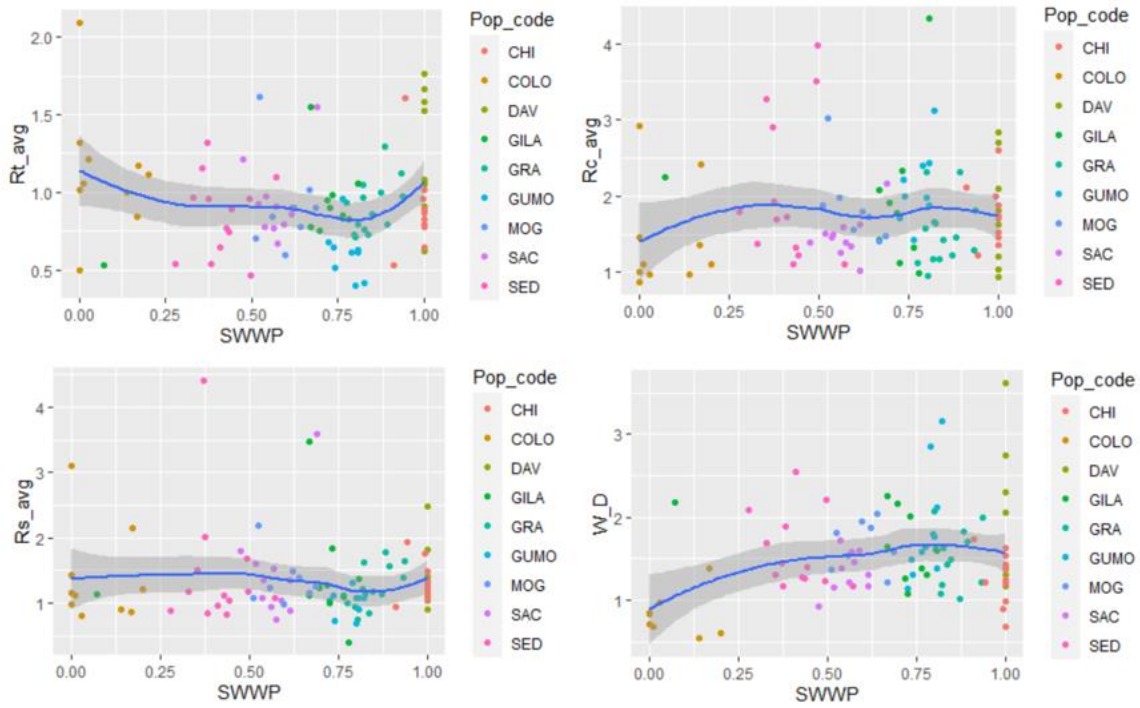 Rt_avg
2.0
1.5
1.0
0.5
0.00 0.25 0.50 0.75 1.00
SWWP
Pop_code
CHI
COLO
DAV
GILA
GRA
GUMO
MOG
SAC
SED
Rc_avg
4
3
2
1
0.00 0.25 0.50 0.75 1.00
SWWP
Pop_code
CHI
COLO
DAV
GILA
GRA
GUMO
MOG
SAC
SED
Rs_avg
4
3
2
1
0.00 0.25 0.50 0.75 1.00
SWWP
Pop_code
CHI
COLO
DAV
GILA
GRA
GUMO
MOG
SAC
SED
W_D
3
2
1
0.00 0.25 0.50 0.75 1.00
SWWP
Pop_code
CHI
COLO
DAV
GILA
GRA
GUMO
MOG
SAC
SED